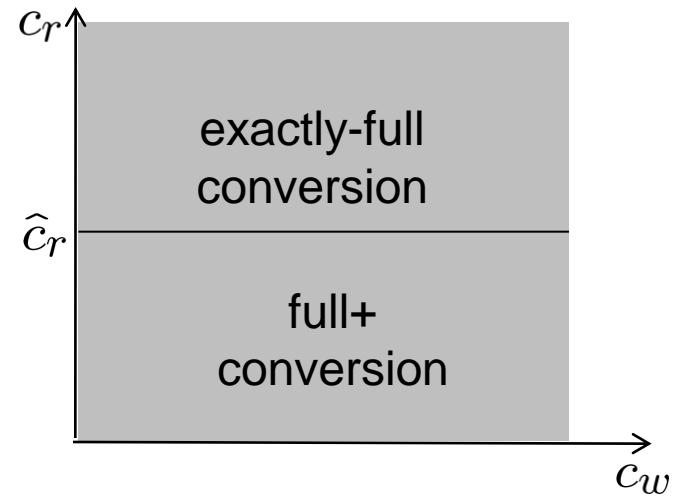 c_r
exactly-full
conversion
ĉ_r
full+
conversion
c_w